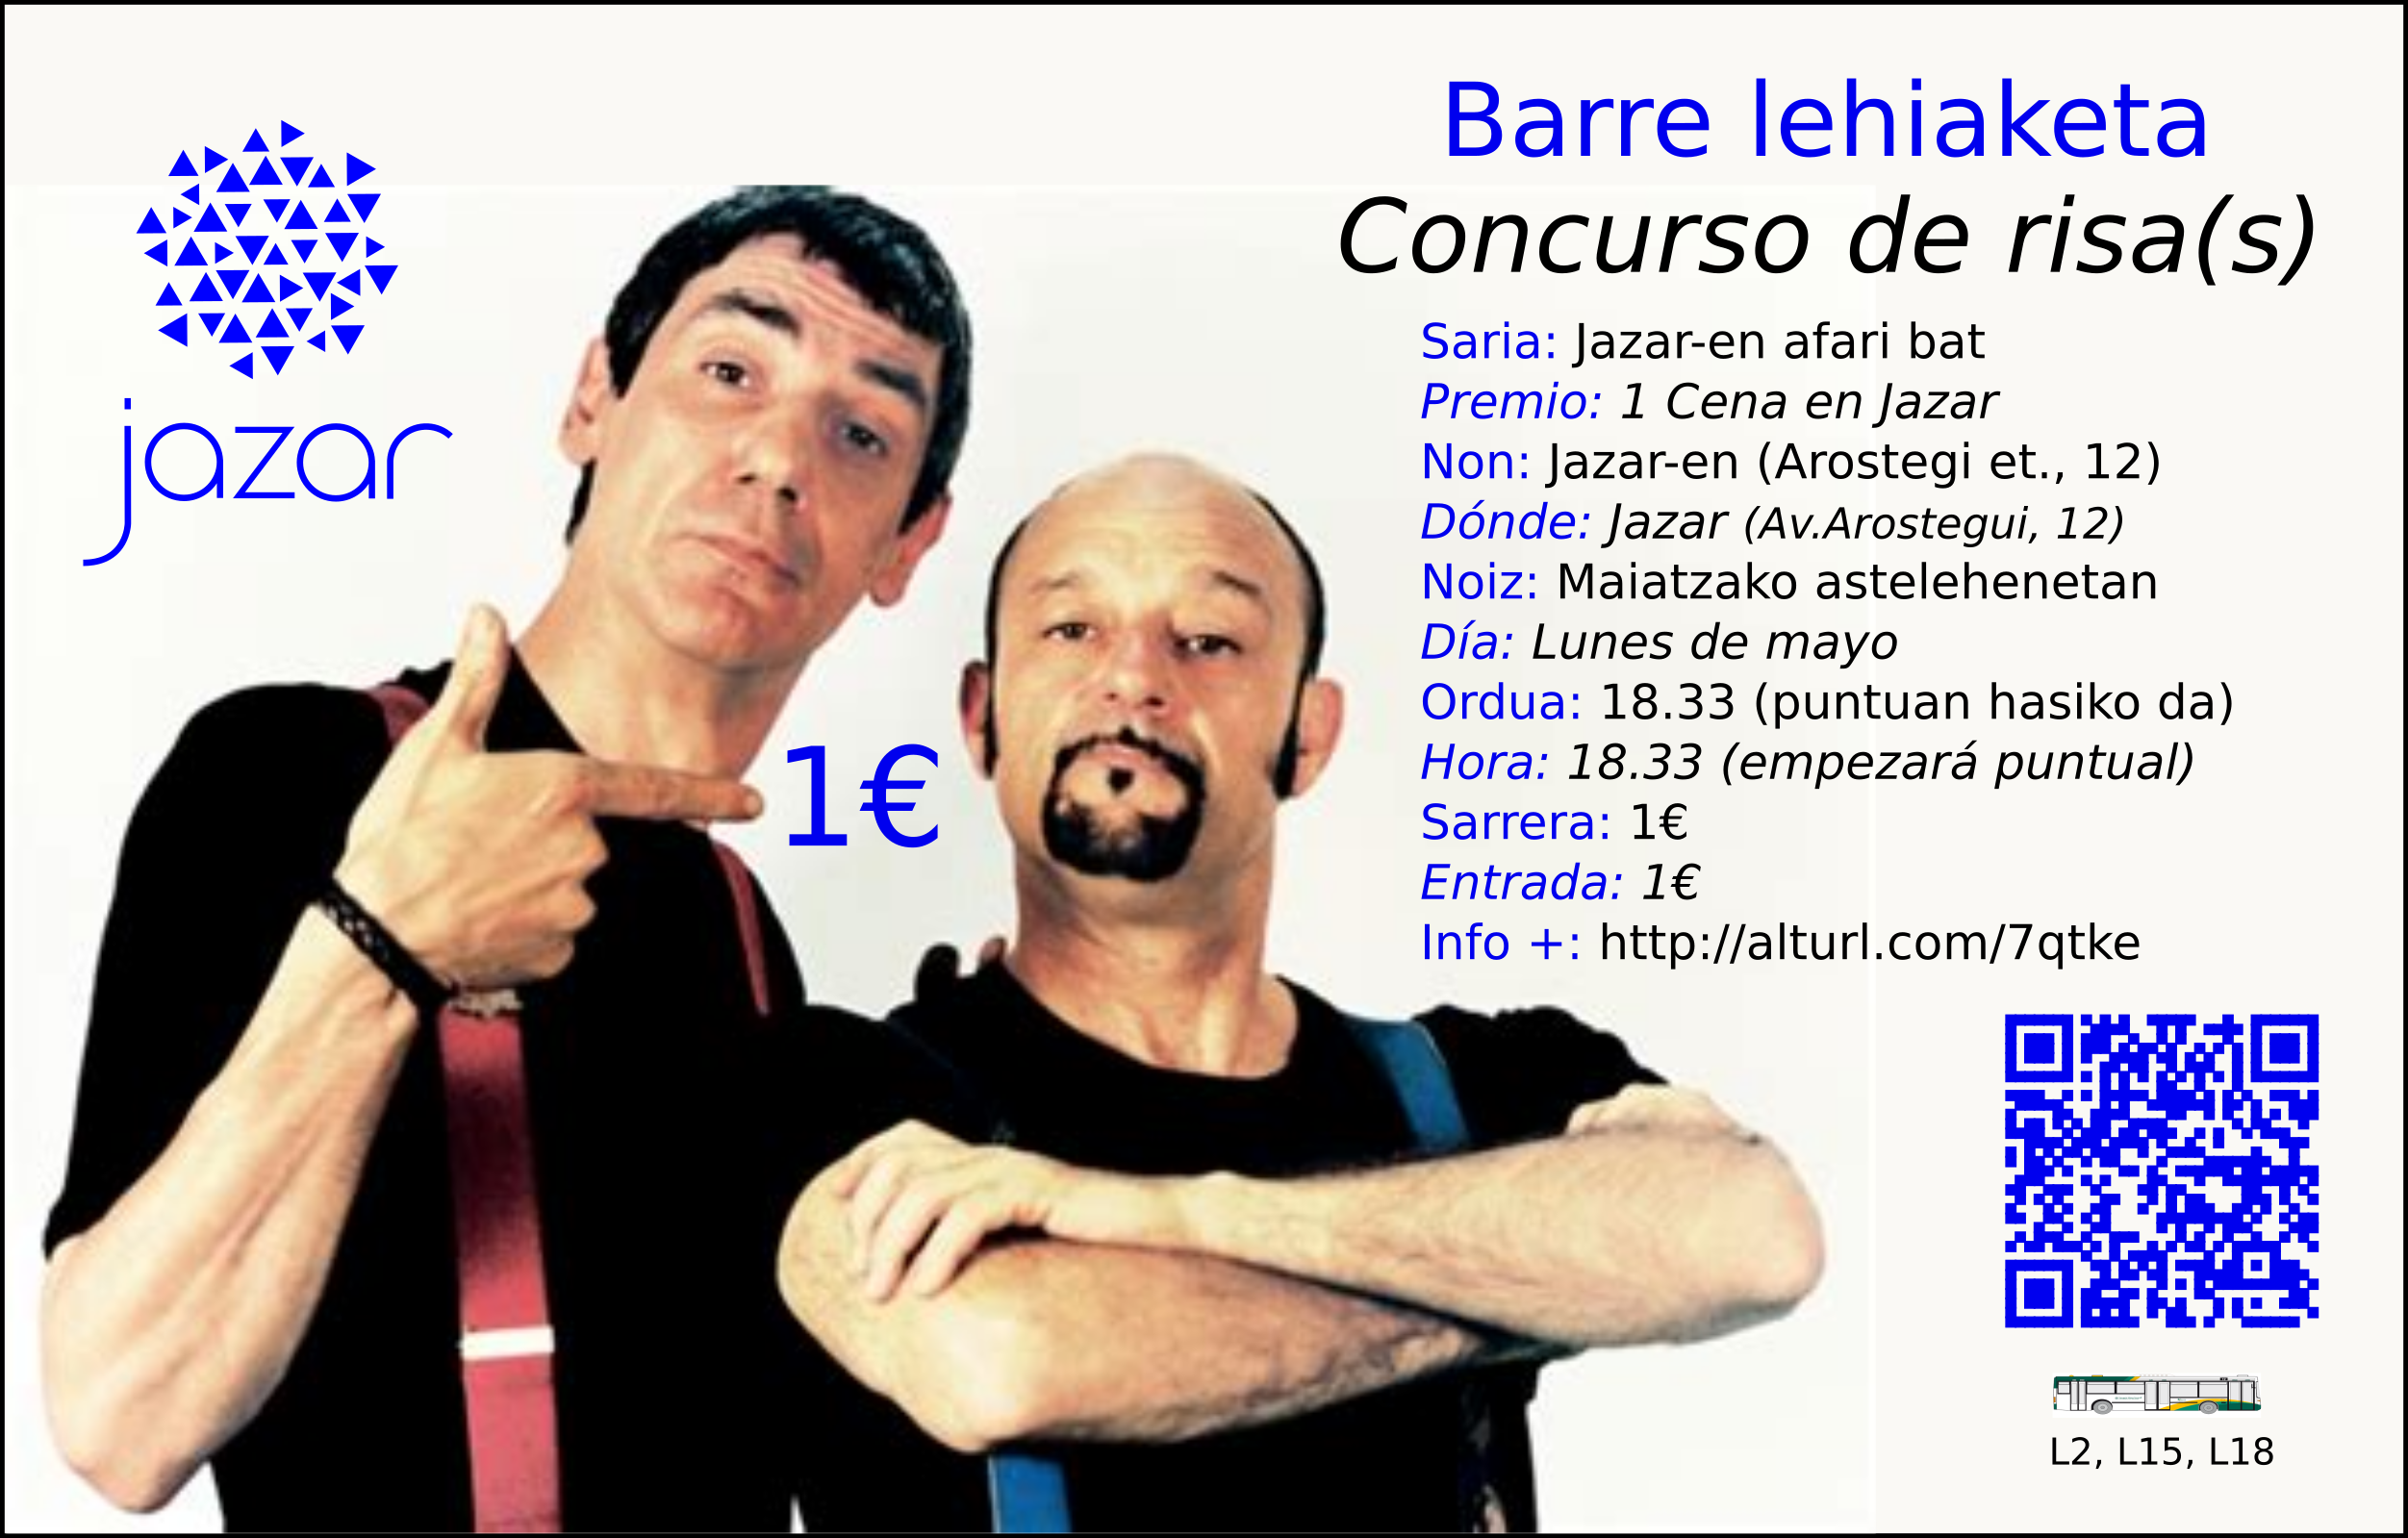 jazar
1€
Barre lehiaketa
Concurso de risa(s)
Saria: Jazar-en afari bat
Premio: 1 Cena en Jazar
Non: Jazar-en (Arostegi et., 12)
Dónde: Jazar (Av.Arostegui, 12)
Noiz: Maiatzako astelehenetan
Día: Lunes de mayo
Ordua: 18.33 (puntuan hasiko da)
Hora: 18.33 (empezará puntual)
Sarrera: 1€
Entrada: 1€
Info +: http://alturl.com/7qtke
L2, L15, L18